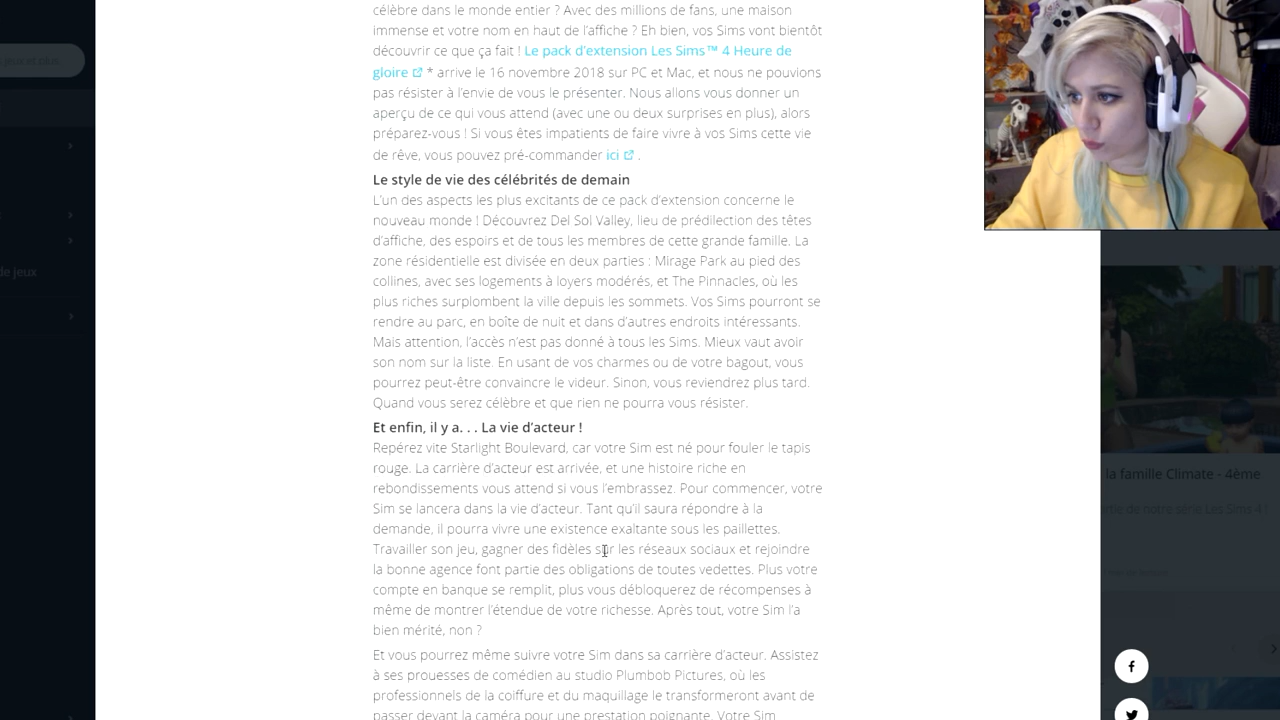 célèbre dans le monde entier ? Avec des millions de fans, une maison
immense et votre nom en haut de l'affiche ? Eh bien, vos Sims vont bientôt
découvrir ce que ça fait ! Le pack d'extension Les Sims™ 4 Heure de
gloire * arrive le 16 novembre 2018 sur PC et Mac, et nous ne pouvions
pas résister à l'envie de vous le présenter. Nous allons vous donner un
aperçu de ce qui vous attend (avec une ou deux surprises en plus), alors
préparez-vous ! Si vous êtes impatients de faire vivre à vos Sims cette vie
de rêve, vous pouvez pré-commander ici .
Le style de vie des célébrités de demain
L'un des aspects les plus excitants de ce pack d'extension concerne le
nouveau monde ! Découvrez Del Sol Valley, lieu de prédilection des têtes
d'affiche, des espoirs et de tous les membres de cette grande famille. La
zone résidentielle est divisée en deux parties : Mirage Park au pied des
collines, avec ses logements à loyers modérés, et The Pinnacles, où les
plus riches surplombent la ville depuis les sommets. Vos Sims pourront se
rendre au parc, en boîte de nuit et dans d'autres endroits intéressants.
Mais attention, l'accès n'est pas donné à tous les Sims. Mieux vaut avoir
son nom sur la liste. En usant de vos charmes ou de votre bagout, vous
pourrez peut-être convaincre le videur. Sinon, vous reviendrez plus tard.
Quand vous serez célèbre et que rien ne pourra vous résister.
Et enfin, il y a. . . La vie d'acteur !
Repérez vite Starlight Boulevard, car votre Sim est né pour fouler le tapis
rouge. La carrière d'acteur est arrivée, et une histoire riche en
rebondissements vous attend si vous l'embrassez. Pour commencer, votre
Sim se lancera dans la vie d'acteur. Tant qu'il saura répondre à la
demande, il pourra vivre une existence exaltante sous les paillettes.
Travailler son jeu, gagner des fidèles sur les réseaux sociaux et rejoindre
la bonne agence font partie des obligations de toutes vedettes. Plus votre
compte en banque se remplit, plus vous débloquerez de récompenses à
même de montrer l'étendue de votre richesse. Après tout, votre Sim l'a
bien mérité, non ?
Et vous pourrez même suivre votre Sim dans sa carrière d'acteur. Assistez
à ses prouesses de comédien au studio Plumbob Pictures, où les
professionnels de la coiffure et du maquillage le transformeront avant de
passer devant la caméra pour une prestation poignante. Votre Sim
de jeux
la famille Climate - 4ème
de notre série Les Sims 4 !